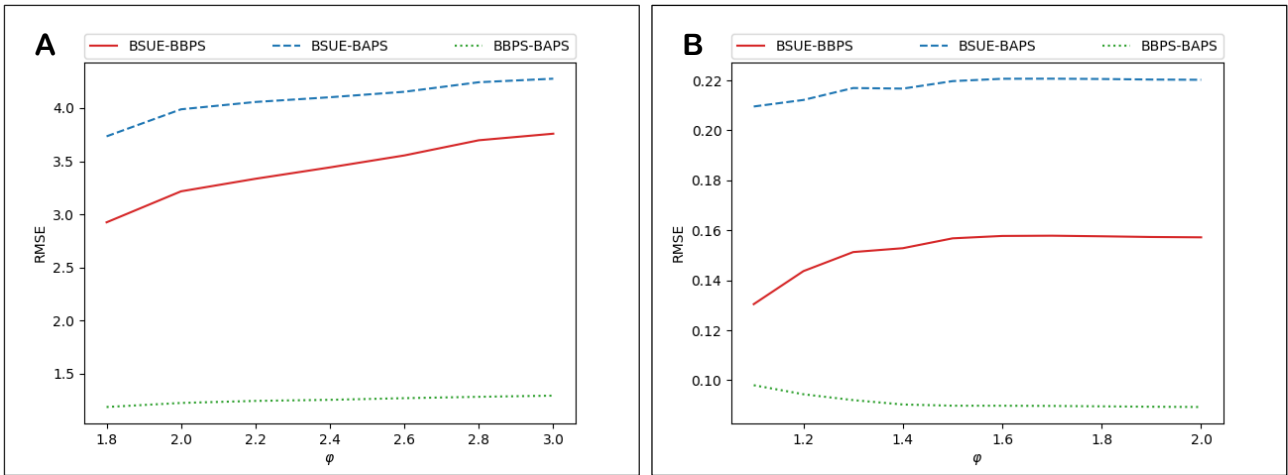 A
BSUE-BBPS BSUE-BAPS BBPS-BAPS
4.0
3.5
3.0
2.5
2.0
1.5
RMSE
1.8 2.0 2.2 2.4 2.6 2.8 3.0
φ
B
BSUE-BBPS BSUE-BAPS BBPS-BAPS
0.22
0.20
0.18
0.16
0.14
0.12
0.10
RMSE
1.2 1.4 1.6 1.8 2.0
φ